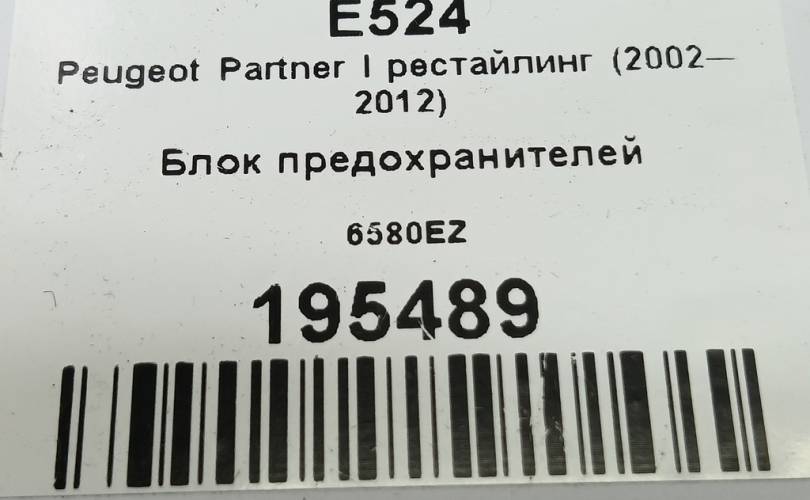 E524
Peugeot Partner I рестайлинг (2002—
2012)
Блок предохранителей
6580EZ
195489